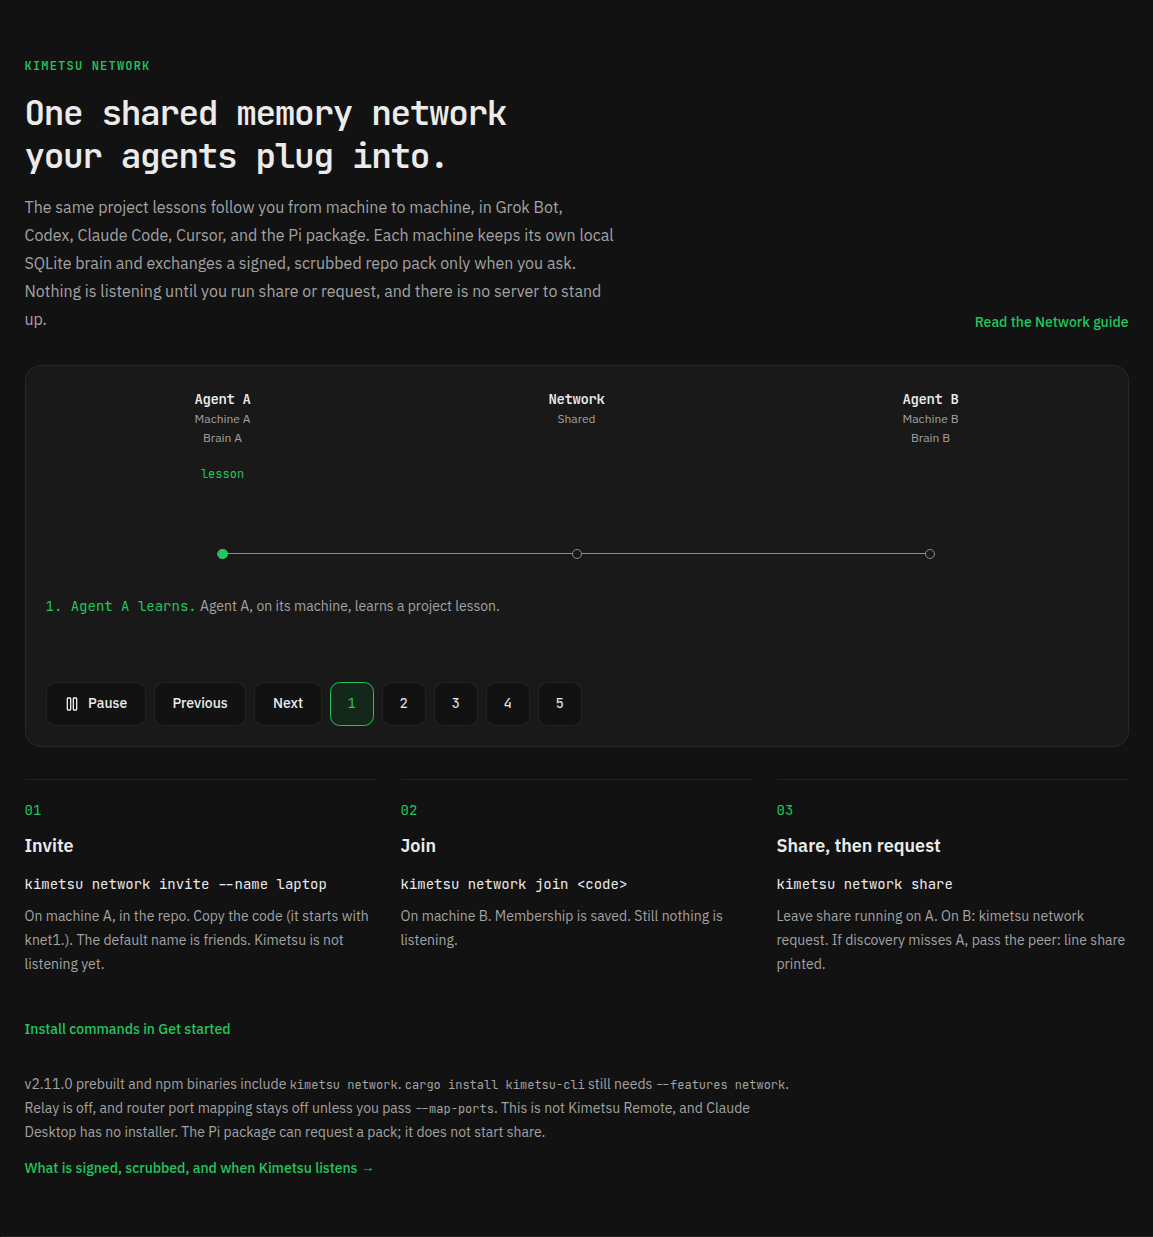 KIMETSU NETWORK
One shared memory network
your agents plug into.
The same project lessons follow you from machine to machine, in Grok Bot,
Codex, Claude Code, Cursor, and the Pi package. Each machine keeps its own local
SQLite brain and exchanges a signed, scrubbed repo pack only when you ask.
Nothing is listening until you run share or request, and there is no server to stand
up.
Read the Network guide
Agent A
Machine A
Brain A
lesson
Network
Shared
Agent B
Machine B
Brain B
1. Agent A learns. Agent A, on its machine, learns a project lesson.
Pause Previous Next 1 2 3 4 5
01
Invite
kimetsu network invite --name laptop
On machine A, in the repo. Copy the code (it starts with
knet1.). The default name is friends. Kimetsu is not
listening yet.
02
Join
kimetsu network join <code>
On machine B. Membership is saved. Still nothing is
listening.
03
Share, then request
kimetsu network share
Leave share running on A. On B: kimetsu network
request. If discovery misses A, pass the peer: line share
printed.
Install commands in Get started
v2.11.0 prebuilt and npm binaries include kimetsu network. cargo install kimetsu-cli still needs --features network.
Relay is off, and router port mapping stays off unless you pass --map-ports. This is not Kimetsu Remote, and Claude
Desktop has no installer. The Pi package can request a pack; it does not start share.
What is signed, scrubbed, and when Kimetsu listens →